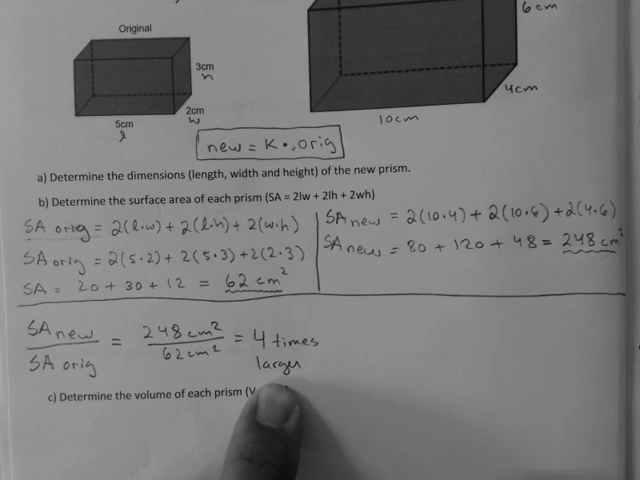 6cm
Original
3cm
h
4cm
2cm
w
5cm
l
10cm
new = K • orig
a) Determine the dimensions (length, width and height) of the new prism.
b) Determine the surface area of each prism (SA = 2lw + 2lh + 2wh)
SA orig = 2(l·w) + 2(l·h) + 2(w·h)
SA orig = 2(5·2) + 2(5·3) + 2(2·3)
SA = 20 + 30 + 12 = 62 cm²
SA new = 2(10·4) + 2(10·6) + 2(4·6)
SA new = 80 + 120 + 48 = 248 cm²
SA new / SA orig = 248cm² / 62cm² = 4 times
larger
c) Determine the volume of each prism (V